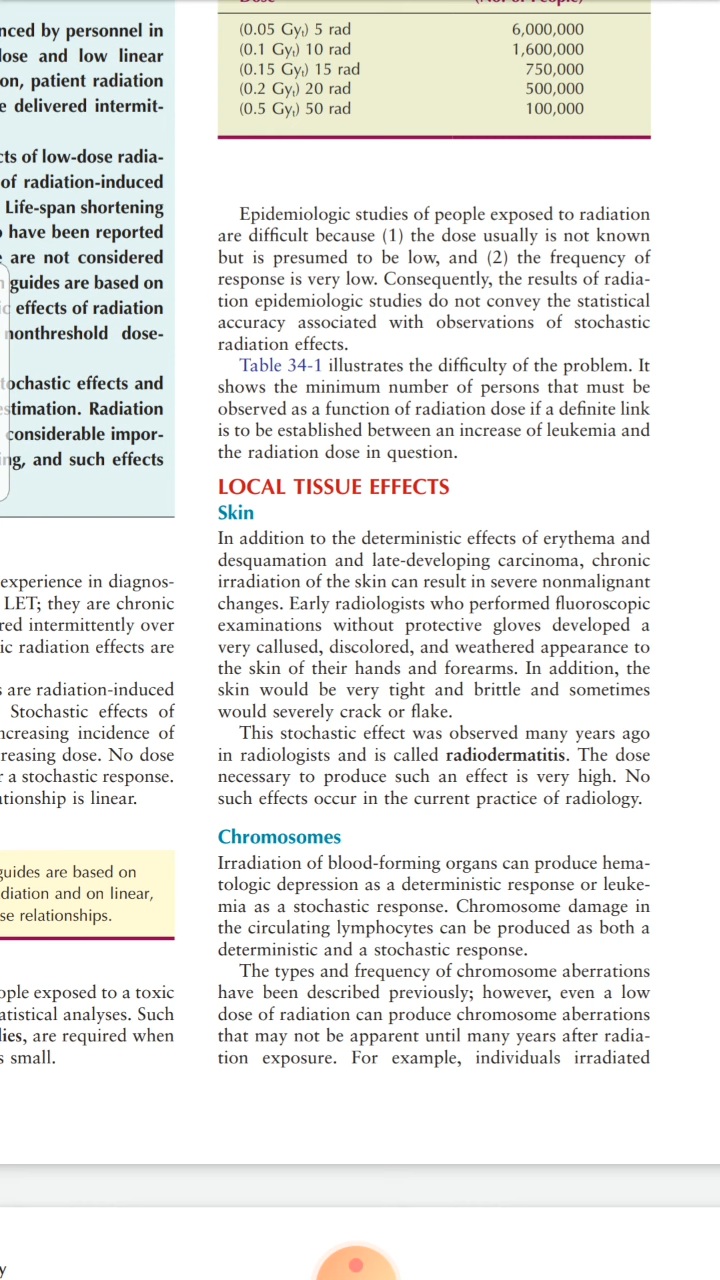 nced by personnel in
lose and low linear
on, patient radiation
e delivered intermit-
cts of low-dose radia-
of radiation-induced
Life-span shortening
have been reported
are not considered
guides are based on
effects of radiation
nonthreshold dose-
tochastic effects and
stimation. Radiation
considerable impor-
ing, and such effects
experience in diagnos-
LET; they are chronic
red intermittently over
ic radiation effects are
are radiation-induced
Stochastic effects of
ncreasing incidence of
reasing dose. No dose
r a stochastic response.
ationship is linear.
guides are based on
diation and on linear,
se relationships.
ople exposed to a toxic
atistical analyses. Such
lies, are required when
s small.
(0.05 Gyt) 5 rad 6,000,000
(0.1 Gyt) 10 rad 1,600,000
(0.15 Gyt) 15 rad 750,000
(0.2 Gyt) 20 rad 500,000
(0.5 Gyt) 50 rad 100,000
Epidemiologic studies of people exposed to radiation
are difficult because (1) the dose usually is not known
but is presumed to be low, and (2) the frequency of
response is very low. Consequently, the results of radia-
tion epidemiologic studies do not convey the statistical
accuracy associated with observations of stochastic
radiation effects.
Table 34-1 illustrates the difficulty of the problem. It
shows the minimum number of persons that must be
observed as a function of radiation dose if a definite link
is to be established between an increase of leukemia and
the radiation dose in question.
LOCAL TISSUE EFFECTS
Skin
In addition to the deterministic effects of erythema and
desquamation and late-developing carcinoma, chronic
irradiation of the skin can result in severe nonmalignant
changes. Early radiologists who performed fluoroscopic
examinations without protective gloves developed a
very callused, discolored, and weathered appearance to
the skin of their hands and forearms. In addition, the
skin would be very tight and brittle and sometimes
would severely crack or flake.
This stochastic effect was observed many years ago
in radiologists and is called radiodermatitis. The dose
necessary to produce such an effect is very high. No
such effects occur in the current practice of radiology.
Chromosomes
Irradiation of blood-forming organs can produce hema-
tologic depression as a deterministic response or leuke-
mia as a stochastic response. Chromosome damage in
the circulating lymphocytes can be produced as both a
deterministic and a stochastic response.
The types and frequency of chromosome aberrations
have been described previously; however, even a low
dose of radiation can produce chromosome aberrations
that may not be apparent until many years after radia-
tion exposure. For example, individuals irradiated
y